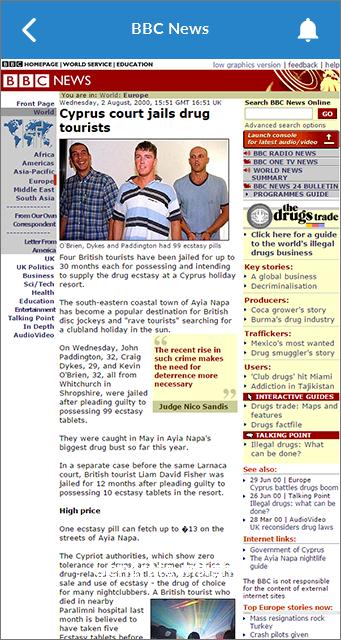 BBC News
BBC HOMEPAGE | WORLD SERVICE | EDUCATION
low graphics version | feedback | help
BBC NEWS
You are in: World: Europe
Front Page
World
Africa
Americas
Asia-Pacific
Europe
Middle East
South Asia
From Our Own
Correspondent
Letter From
America
UK
UK Politics
Business
Sci/Tech
Health
Education
Entertainment
Talking Point
In Depth
AudioVideo
Wednesday, 2 August, 2000, 15:51 GMT 16:51 UK
Cyprus court jails drug
tourists
O'Brien, Dykes and Paddington had 99 ecstasy pills
Four British tourists have been jailed for up
to 30 months each for possessing and intending
to supply the drug ecstasy at a Cyprus holiday
resort.
The south-eastern coastal town of Ayia Napa
has become a popular destination for British
disc jockeys and "rave tourists" searching for
a clubland holiday in the sun.
On Wednesday, John
Paddington, 32, Craig
Dykes, 29, and Kevin
O'Brien, 32, all from
Whitchurch in
Shropshire, were jailed
after pleading guilty to
possessing 99 ecstasy
tablets.
The recent rise in
such crime makes
the need for
deterrence more
necessary
Judge Nico Sandis
They were caught in May in Ayia Napa's
biggest drug bust so far this year.
In a separate case before the same Larnaca
court, British tourist Liam David Fisher was
jailed for 12 months after pleading guilty to
possessing 10 ecstasy tablets in the resort.
High price
One ecstasy pill can fetch up to �13 on the
streets of Ayia Napa.
The Cypriot authorities, which show zero
tolerance for drugs, are alarmed by a rise in
drug-related crimes in the town, especially the
sale and use of ecstasy - the drug of choice
for many nightclubbers. A British tourist who
died in nearby
Paralimni hospital last
month is believed to
have taken five
Ecstasy tablets before
Search BBC News Online
GO
Advanced search options
Launch console
for latest audio/video
BBC RADIO NEWS
BBC ONE TV NEWS
WORLD NEWS
SUMMARY
BBC NEWS 24 BULLETIN
PROGRAMMES GUIDE
the drugs trade
Click here for a
guide to the
world's illegal
drugs business
Key stories:
A global business
Decriminalisation
Producers:
Coca grower's story
Burma's drug industry
Traffickers:
Mexico's most wanted
Drug smuggler's story
Users:
'Club drugs' hit Miami
Addiction in Tajikistan
INTERACTIVE GUIDES
Drugs trade: Maps and
features
Drugs factfile
TALKING POINT
Illegal drugs: What
can be done?
See also:
29 Jun 00 | Europe
Cyprus battles drugs boom
26 Jun 00 | Talking Point
Illegal drugs: what can be
done?
28 Mar 00 | AudioVideo
UK reconsiders drug laws
Internet links:
Government of Cyprus
The Ayia Napa nightlife
guide
The BBC is not responsible
for the content of external
internet sites
Top Europe stories now:
Mass resignations rock
Turkey
Crash pilots given